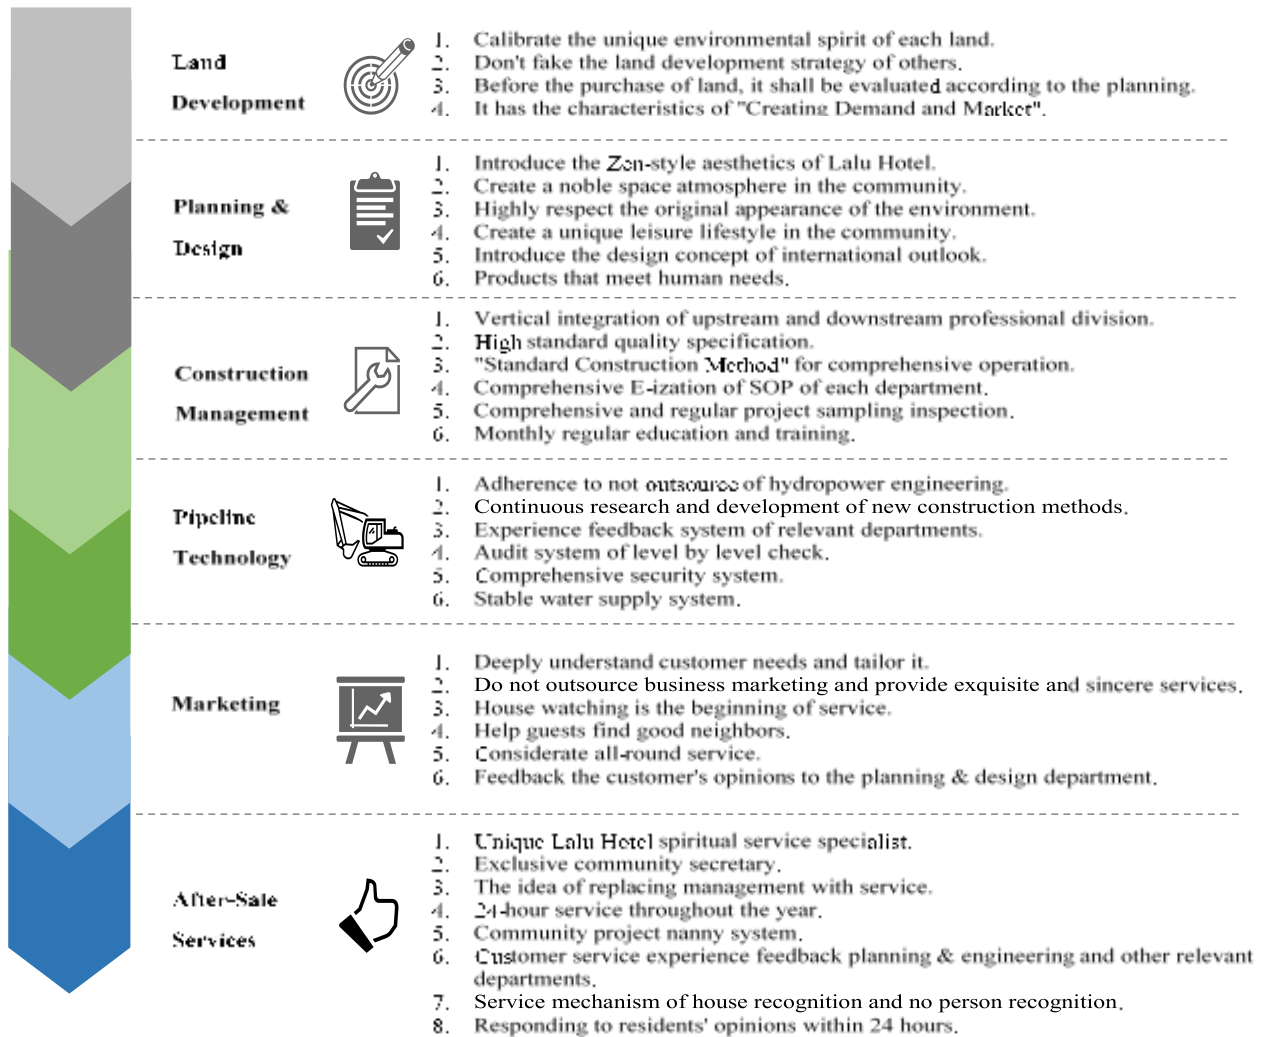 Land
Development
1. Calibrate the unique environmental spirit of each land.
2. Don't fake the land development strategy of others.
3. Before the purchase of land, it shall be evaluated according to the planning.
4. It has the characteristics of "Creating Demand and Market".
Planning &
Design
1. Introduce the Zen-style aesthetics of Lalu Hotel.
2. Create a noble space atmosphere in the community.
3. Highly respect the original appearance of the environment.
4. Create a unique leisure lifestyle in the community.
5. Introduce the design concept of international outlook.
6. Products that meet human needs.
Construction
Management
1. Vertical integration of upstream and downstream professional division.
2. High standard quality specification.
3. "Standard Construction Method" for comprehensive operation.
4. Comprehensive E-ization of SOP of each department.
5. Comprehensive and regular project sampling inspection.
6. Monthly regular education and training.
Pipeline
Technology
1. Adherence to not outsource of hydropower engineering.
2. Continuous research and development of new construction methods.
3. Experience feedback system of relevant departments.
4. Audit system of level by level check.
5. Comprehensive security system.
6. Stable water supply system.
Marketing
1. Deeply understand customer needs and tailor it.
2. Do not outsource business marketing and provide exquisite and sincere services.
3. House watching is the beginning of service.
4. Help guests find good neighbors.
5. Considerate all-round service.
6. Feedback the customer's opinions to the planning & design department.
After-Sale
Services
1. Unique Lalu Hotel spiritual service specialist.
2. Exclusive community secretary.
3. The idea of replacing management with service.
4. 24-hour service throughout the year.
5. Community project nanny system.
6. Customer service experience feedback planning & engineering and other relevant
departments.
7. Service mechanism of house recognition and no person recognition.
8. Responding to residents' opinions within 24 hours.